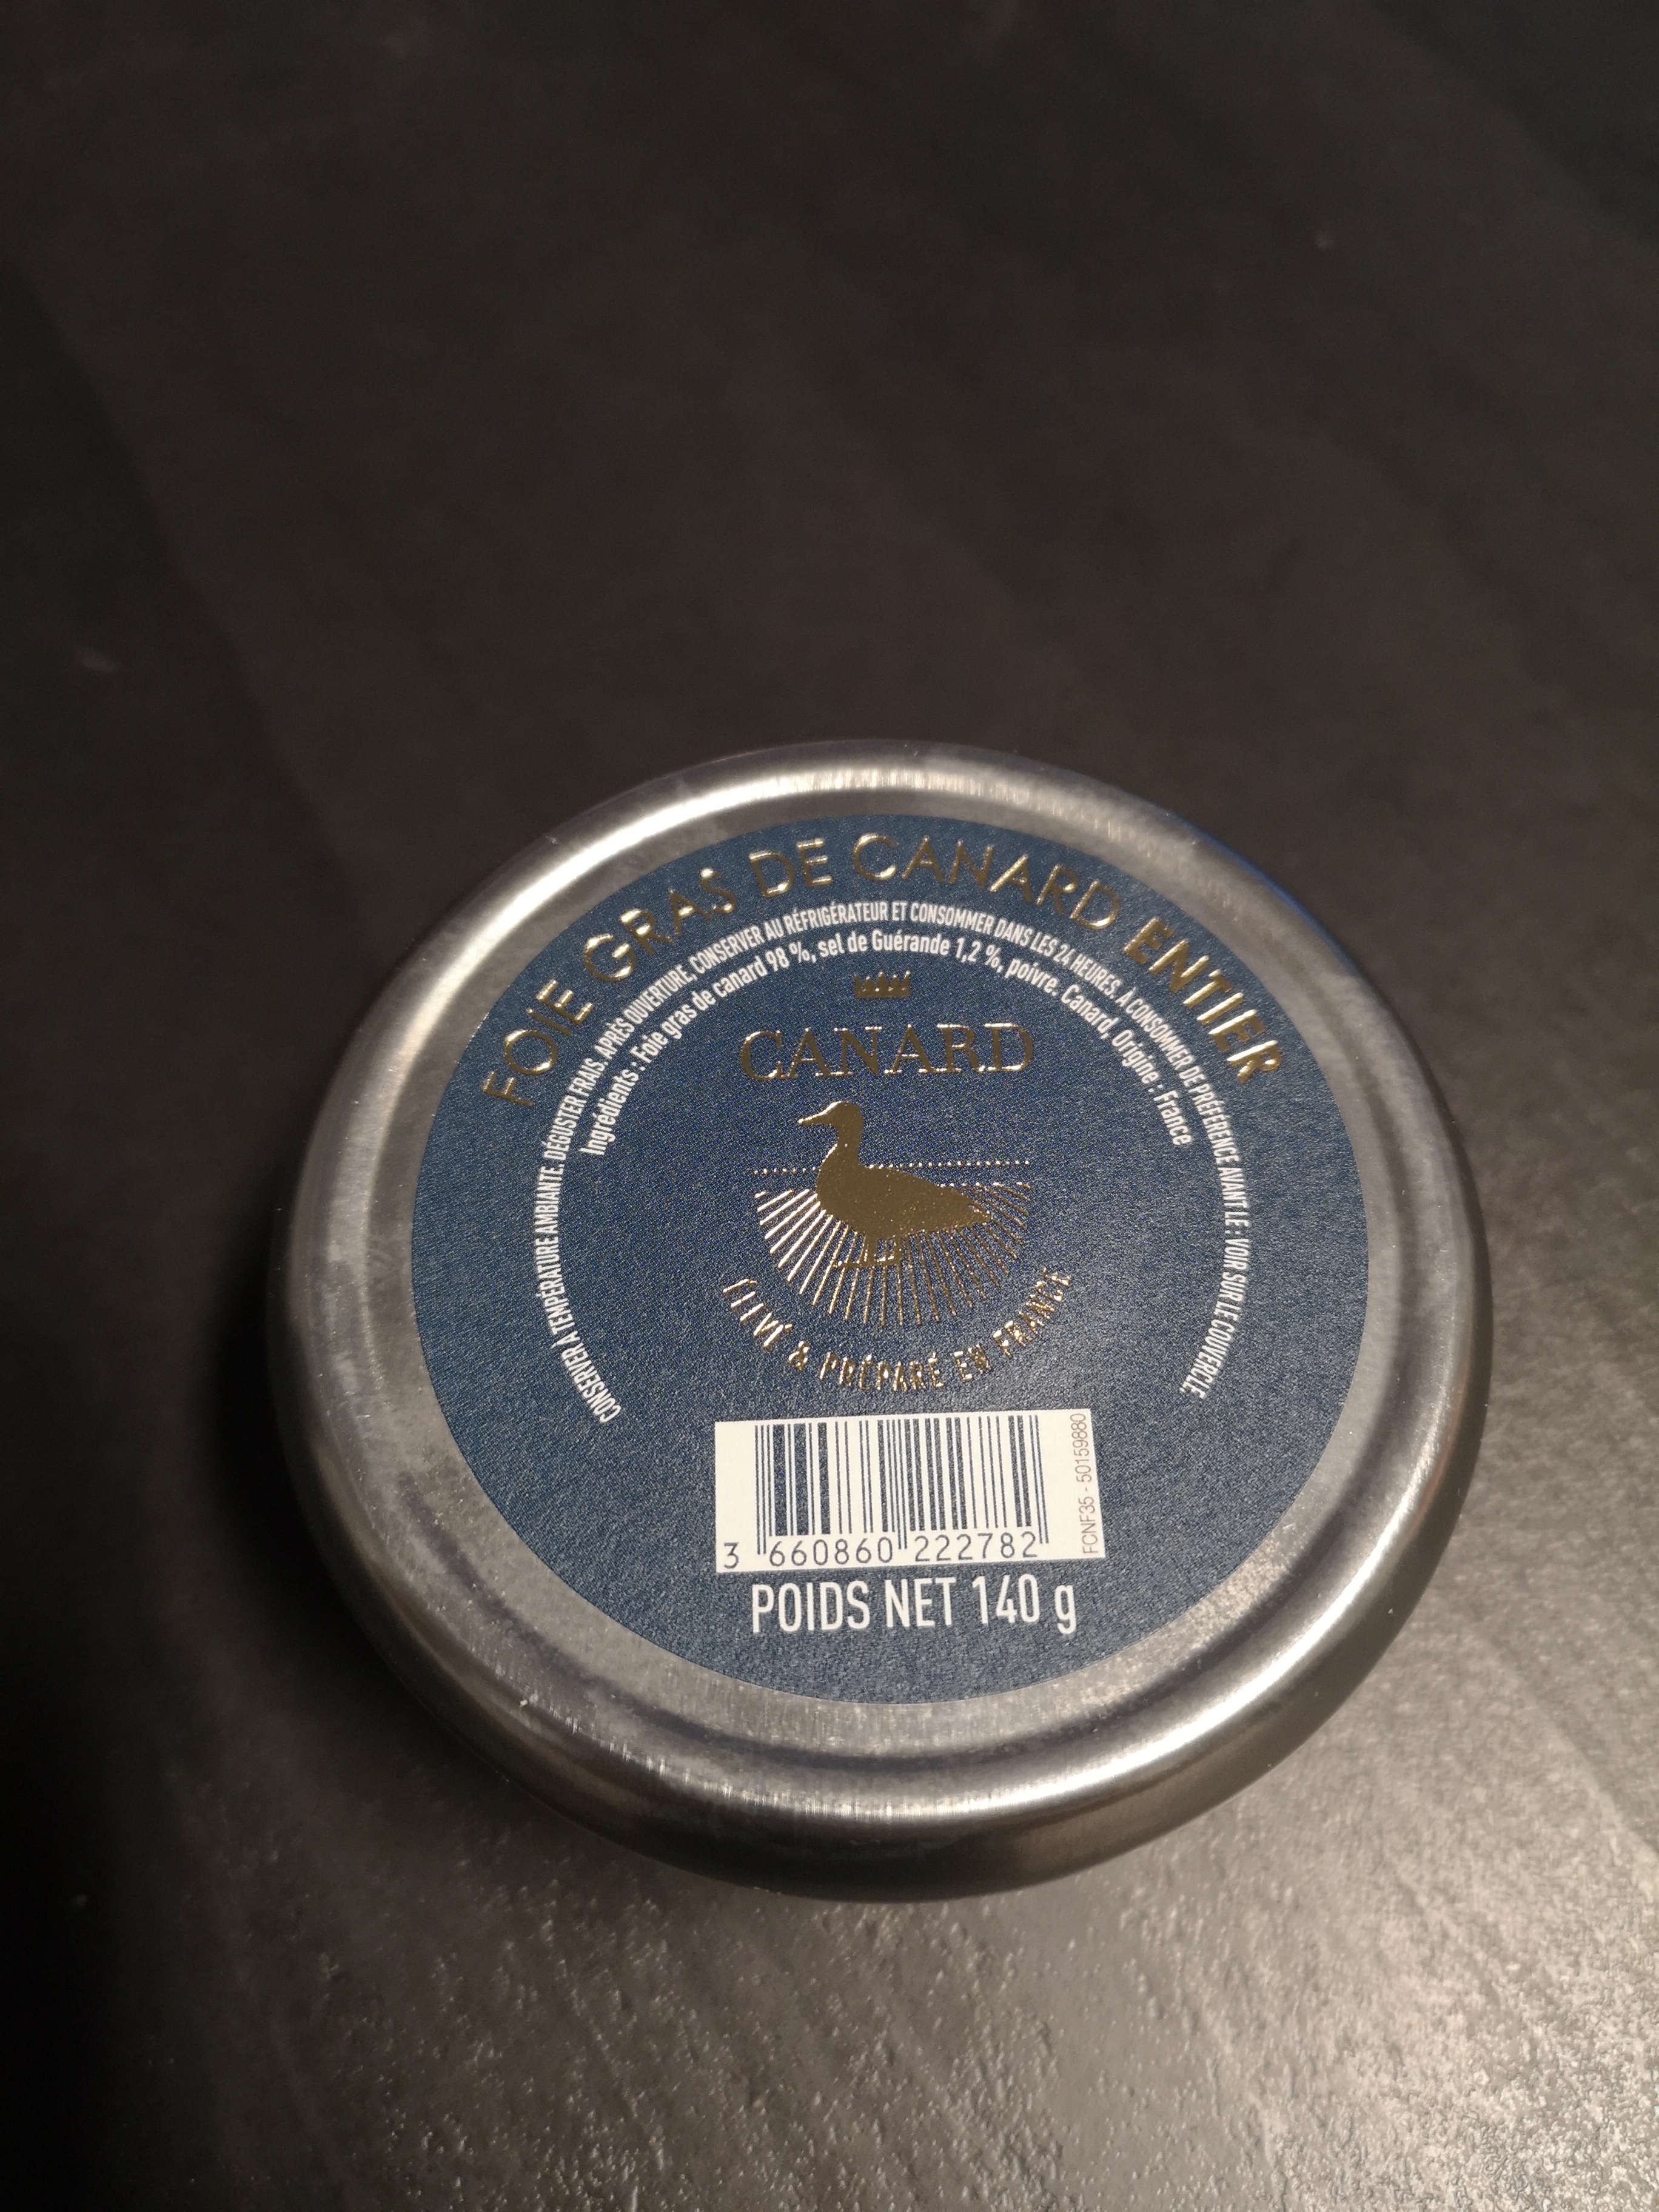 FOIE GRAS DE CANARD ENTIER
CONSERVER À TEMPÉRATURE AMBIANTE. DÉGUSTER FRAIS. APRÈS OUVERTURE, CONSERVER AU RÉFRIGÉRATEUR ET CONSOMMER DANS LES 24 HEURES. À CONSOMMER DE PRÉFÉRENCE AVANT LE : VOIR SUR LE COUVERCLE.
Ingrédients : Foie gras de canard 98 %, sel de Guérande 1,2 %, poivre. Canard Origine : France
CANARD
ÉLEVÉ & PRÉPARÉ EN FRANCE
FCNF35 - 50159880
3 660860 222782
POIDS NET 140 g